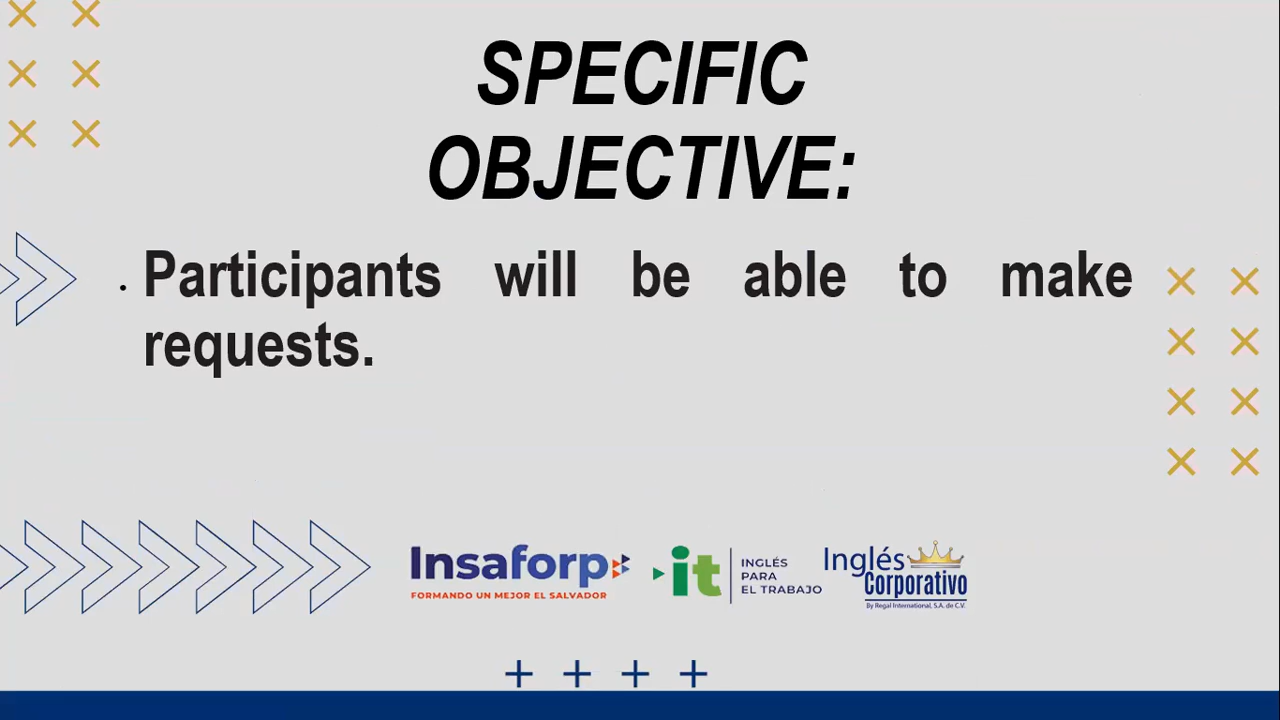 SPECIFIC
OBJECTIVE:
• Participants will be able to make
requests.
Insaforp
FORMANDO UN MEJOR EL SALVADOR
it
INGLÉS
PARA
EL TRABAJO
Inglés
Corporativo
By Regal International, S.A. de C.V.